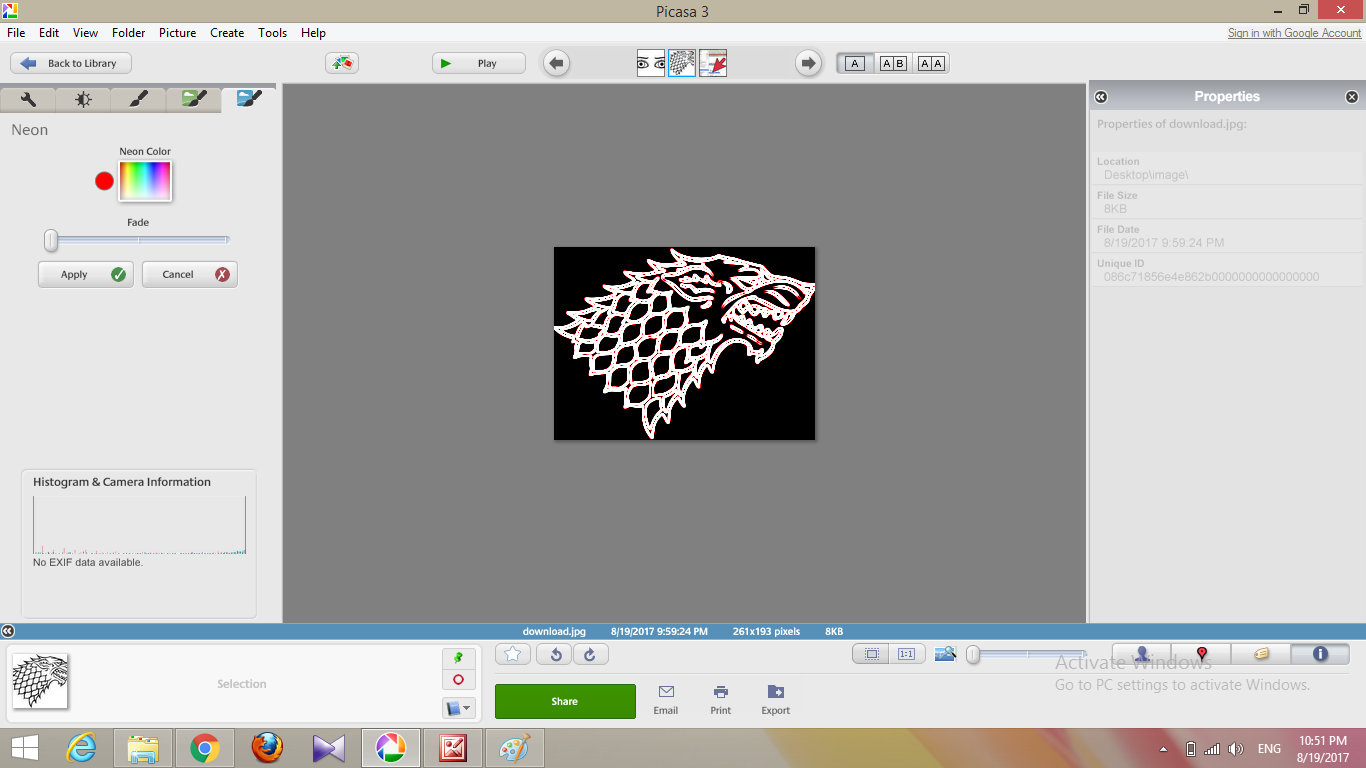 Picasa 3
File Edit View Folder Picture Create Tools Help
Sign in with Google Account
Back to Library
Play
A
A B
A A
Properties
Neon
Neon Color
Fade
Apply
Cancel
Properties of download.jpg:
Location
Desktop\image\
File Size
8KB
File Date
8/19/2017 9:59:24 PM
Unique ID
086c71856e4e862b0000000000000000
Histogram & Camera Information
No EXIF data available.
download.jpg 8/19/2017 9:59:24 PM 261x193 pixels 8KB
1:1
Selection
Share
Email
Print
Export
Activate Windows
Go to PC settings to activate Windows.
ENG
10:51 PM
8/19/2017